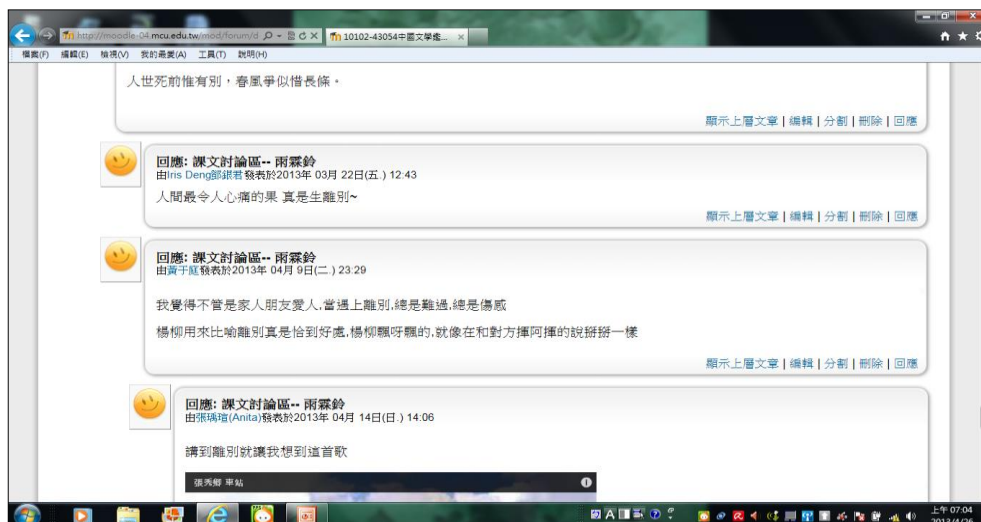 http://moodle-04.mcu.edu.tw/mod/forum/d
10102-43054中國文學鑑...
檔案(F) 編輯(E) 檢視(V) 我的最愛(A) 工具(T) 說明(H)
人世死前惟有別，春風爭似惜長條。
顯示上層文章 | 編輯 | 分割 | 刪除 | 回應
回應: 課文討論區-- 雨霖鈴
由Iris Deng鄧銀君發表於2013年 03月 22日(五.) 12:43
人間最令人心痛的果 真是生離別~
顯示上層文章 | 編輯 | 分割 | 刪除 | 回應
回應: 課文討論區-- 雨霖鈴
由黃于庭發表於2013年 04月 9日(二.) 23:29
我覺得不管是家人朋友愛人,當遇上離別,總是難過,總是傷感
楊柳用來比喻離別真是恰到好處,楊柳飄呀飄的,就像在和對方揮阿揮的說掰掰一樣
顯示上層文章 | 編輯 | 分割 | 刪除 | 回應
回應: 課文討論區-- 雨霖鈴
由張瑀瑄(Anita)發表於2013年 04月 14日(日.) 14:06
講到離別就讓我想到這首歌
張秀卿 車站
上午 07:04
2013/4/26